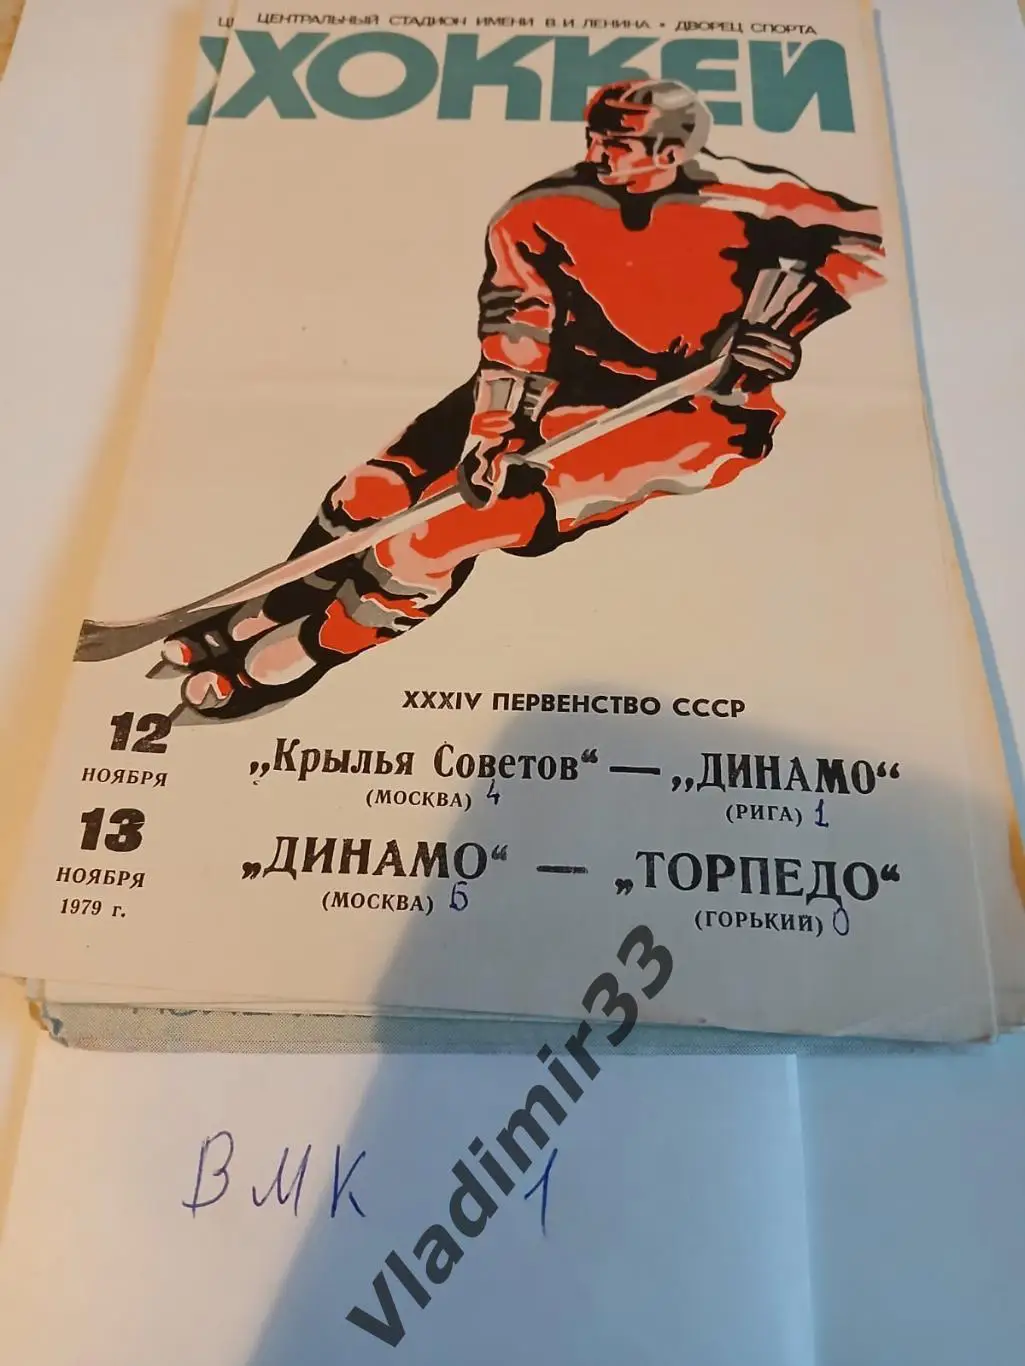 ЦЕНТРАЛЬНЫЙ СТАДИОН ИМЕНИ В. И. ЛЕНИНА • ДВОРЕЦ СПОРТА
ХОККЕЙ
XXXIV ПЕРВЕНСТВО СССР
12 НОЯБРЯ
„Крылья Советов“ — „ДИНАМО“
(МОСКВА) 4 (РИГА) 1
13 НОЯБРЯ 1979 г.
„ДИНАМО“ — „ТОРПЕДО“
(МОСКВА) 6 (ГОРЬКИЙ) 0
ВМК 1
Vladimir33